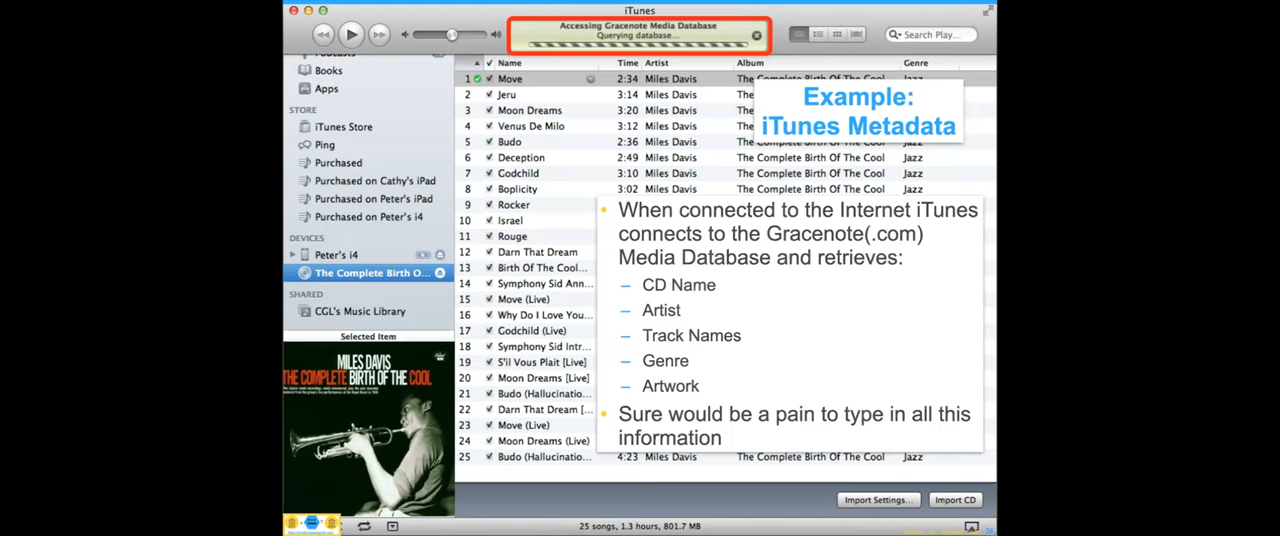 iTunes
Accessing Gracenote Media Database
Querying database...
Search Play...
Podcasts
Books
Apps
STORE
iTunes Store
Ping
Purchased
Purchased on Cathy's iPad
Purchased on Peter's iPad
Purchased on Peter's i4
DEVICES
Peter's i4
The Complete Birth O...
SHARED
CGL's Music Library
Selected Item
MILES DAVIS
THE COMPLETE BIRTH OF THE COOL
Name Time Artist Album Genre
1 Move 2:34 Miles Davis The Complete Birth Of The Cool Jazz
2 Jeru 3:14 Miles Davis The
3 Moon Dreams 3:20 Miles Davis The
4 Venus De Milo 3:12 Miles Davis The
5 Budo 2:36 Miles Davis The Complete Birth Of The Cool Jazz
6 Deception 2:49 Miles Davis The Complete Birth Of The Cool Jazz
7 Godchild 3:10 Miles Davis The Complete Birth Of The Cool Jazz
8 Boplicity 3:02 Miles Davis The Complete Birth Of The Cool Jazz
9 Rocker
10 Israel
11 Rouge
12 Darn That Dream
13 Birth Of The Cool...
14 Symphony Sid Ann...
15 Move (Live)
16 Why Do I Love You...
17 Godchild (Live)
18 Symphony Sid Intr...
19 S'il Vous Plait [Live]
20 Moon Dreams [Live]
21 Budo (Hallucinatio...
22 Darn That Dream [...
23 Move (Live)
24 Moon Dreams (Live)
25 Budo (Hallucinatio... 4:23 Miles Davis The Complete Birth Of The Cool Jazz
Example:
iTunes Metadata
• When connected to the Internet iTunes
connects to the Gracenote(.com)
Media Database and retrieves:
– CD Name
– Artist
– Track Names
– Genre
– Artwork
• Sure would be a pain to type in all this
information
Import Settings... Import CD
25 songs, 1.3 hours, 801.7 MB